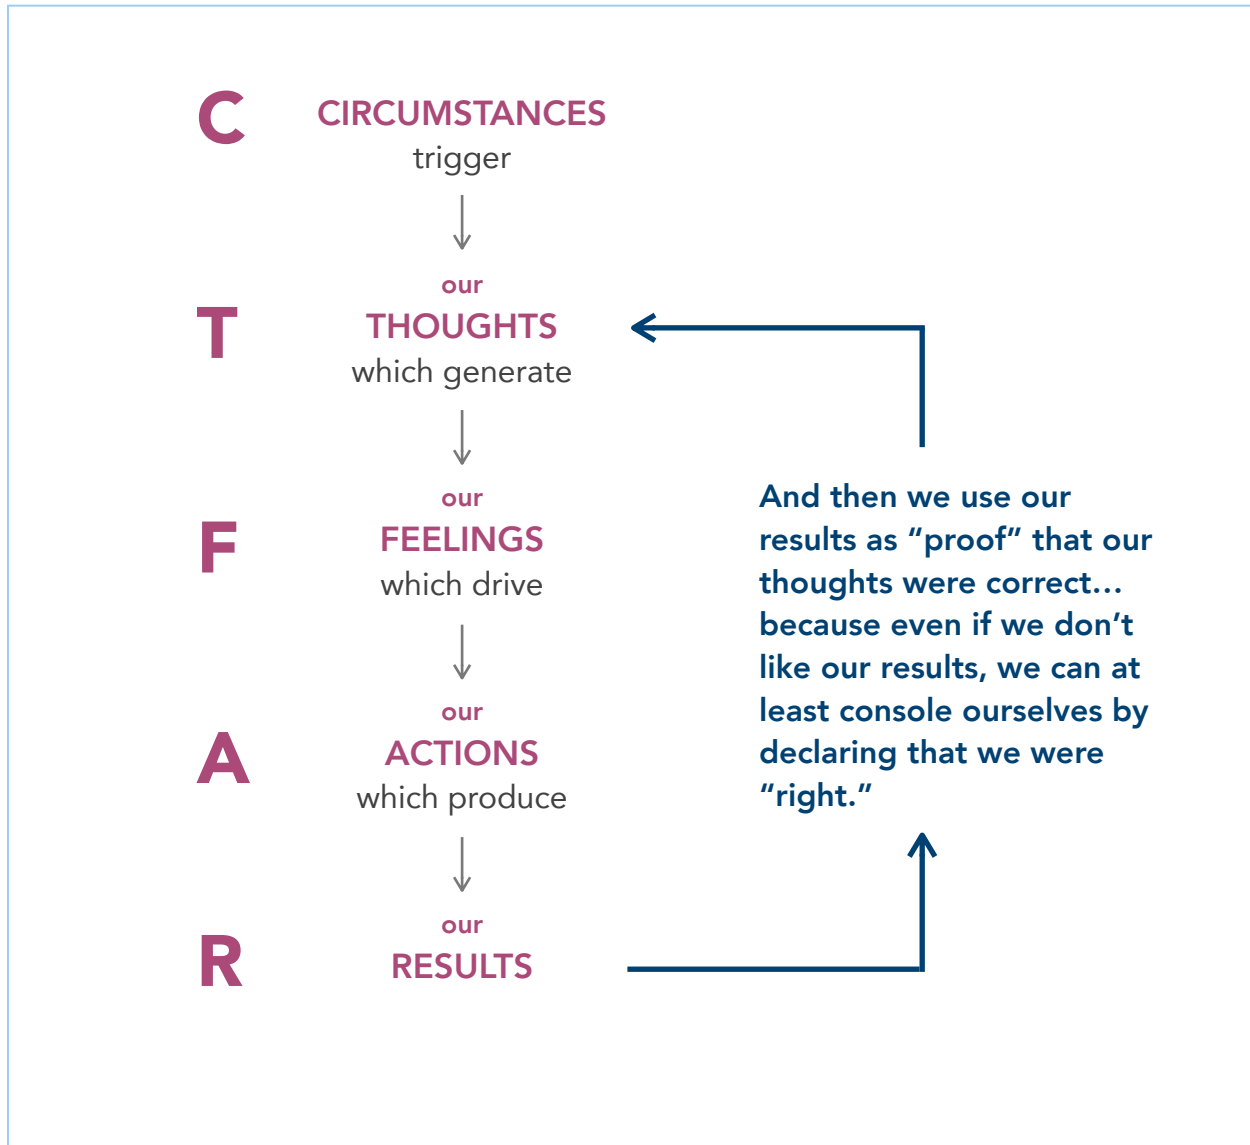 C
CIRCUMSTANCES
trigger
T
our
THOUGHTS
which generate
F
our
FEELINGS
which drive
A
our
ACTIONS
which produce
R
our
RESULTS
And then we use our
results as “proof” that our
thoughts were correct…
because even if we don’t
like our results, we can at
least console ourselves by
declaring that we were
“right.”